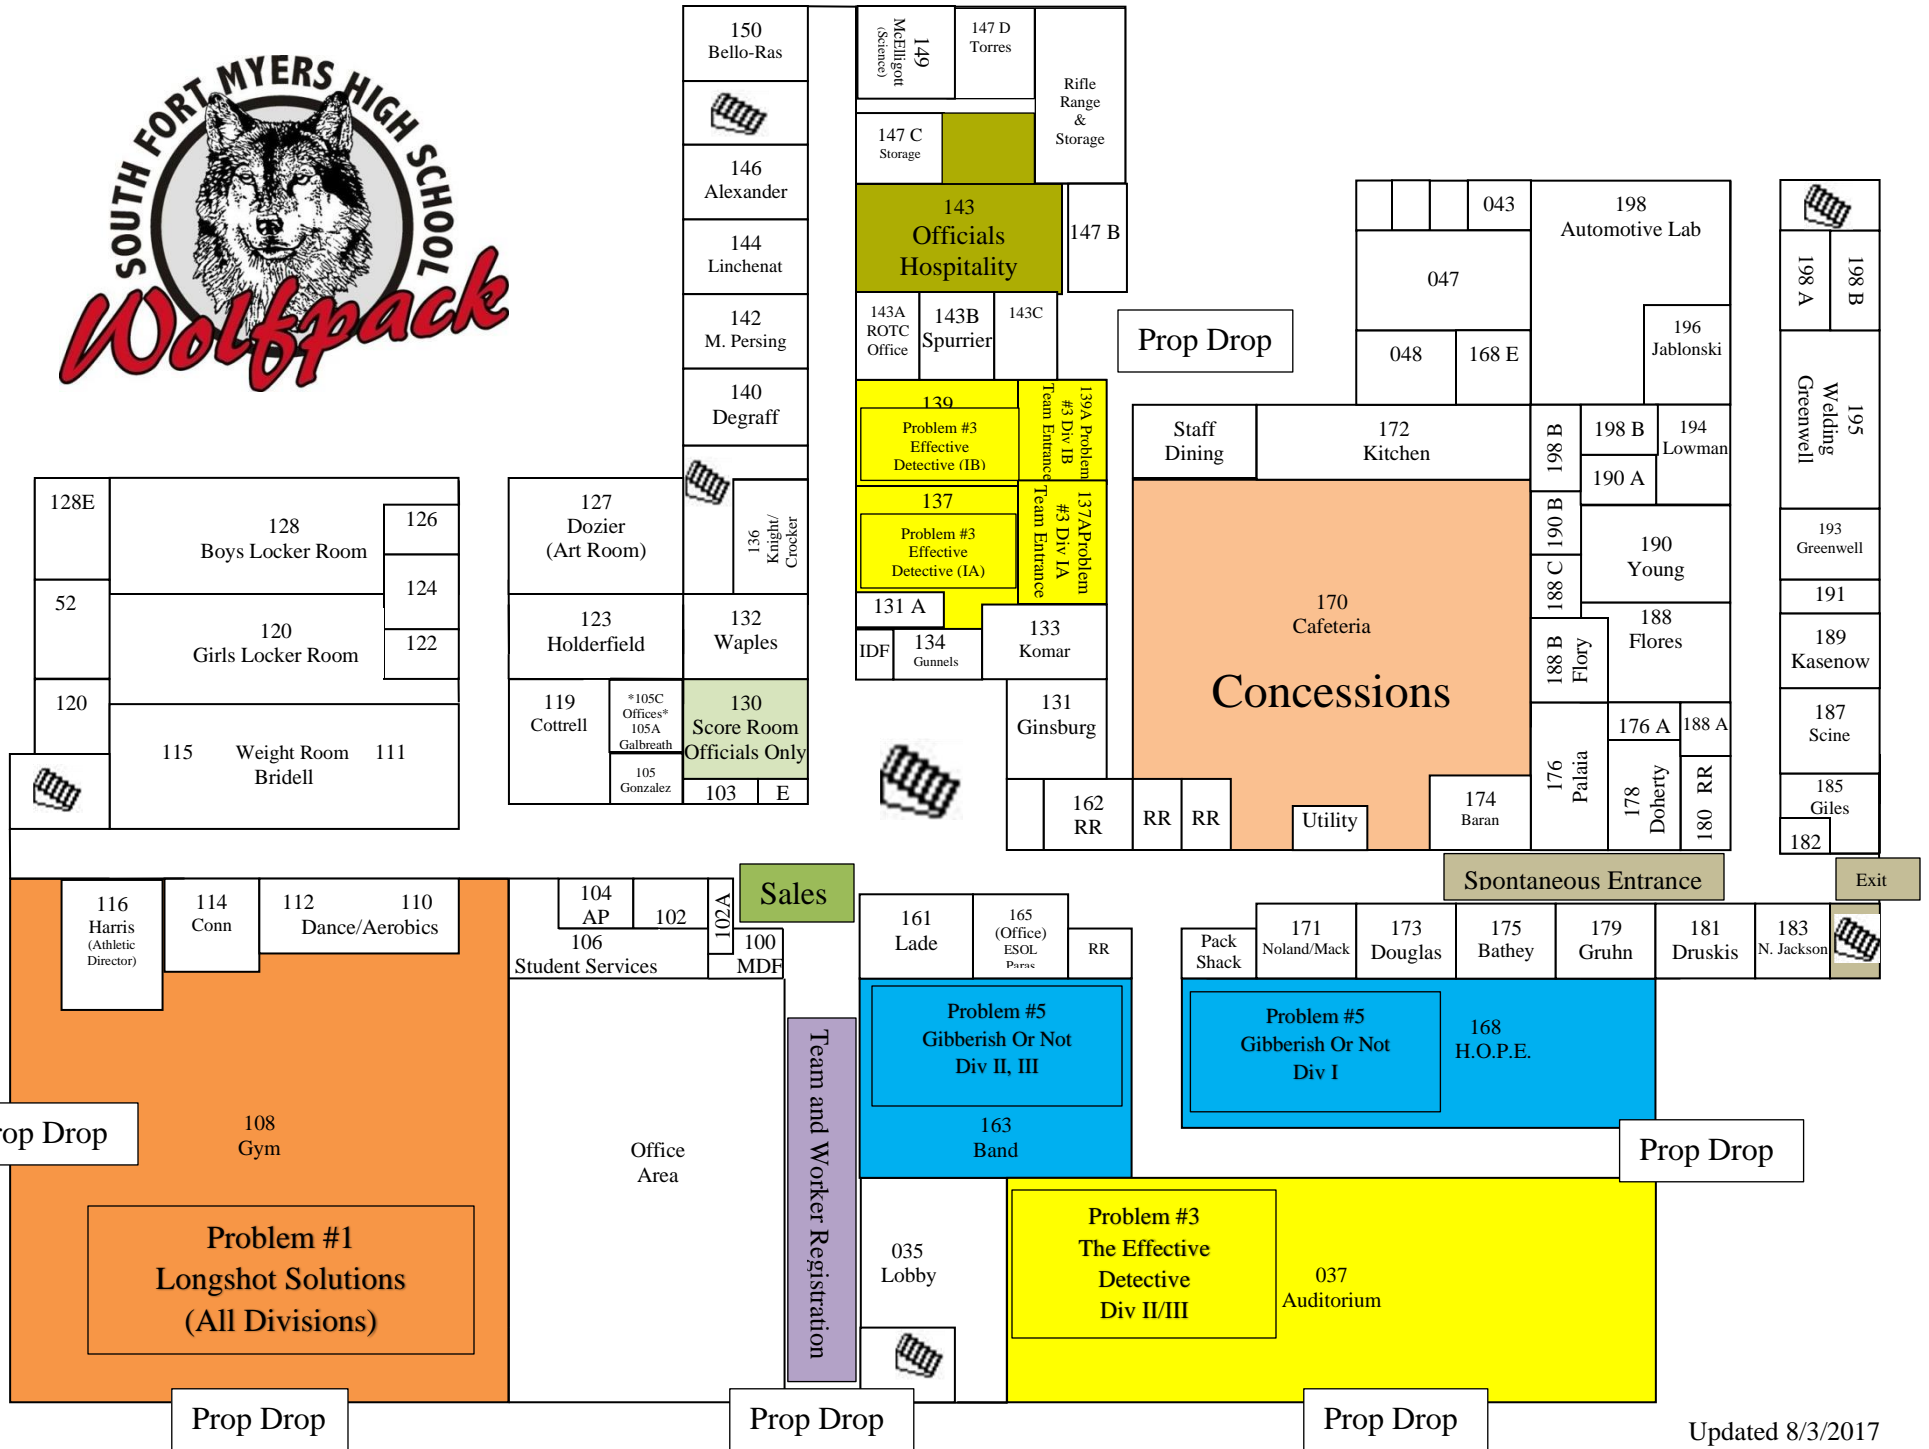 SOUTH FORT MYERS HIGH SCHOOL
Wolfpack
150
Bello-Ras
146
Alexander
144
Linchenat
142
M. Persing
140
Degraff
136
Knight/
Crocker
132
Waples
130
Score Room
Officials Only
103
E
149
McElligott
(Science)
147 D
Torres
Rifle
Range
&
Storage
147 C
Storage
143
Officials
Hospitality
147 B
143A
ROTC
Office
143B
Spurrier
143C
139
Problem #3
Effective
Detective (IB)
139A Problem
#3 Div IB
Team Entrance
137
Problem #3
Effective
Detective (IA)
137AProblem
#3 Div IA
Team Entrance
131 A
IDF
134
Gunnels
133
Komar
131
Ginsburg
162
RR
RR
RR
Prop Drop
043
047
048
168 E
198
Automotive Lab
196
Jablonski
198 A
198 B
195
Welding
Greenwell
193
Greenwell
191
189
Kasenow
187
Scine
185
Giles
182
Staff
Dining
172
Kitchen
198 B
198 B
194
Lowman
190 A
190 B
190
Young
188 C
188
Flores
188 B
Flory
176 A
188 A
176
Palaia
178
Doherty
180 RR
170
Cafeteria
Concessions
Utility
174
Baran
128E
128
Boys Locker Room
126
124
52
120
Girls Locker Room
122
120
115
Weight Room
Bridell
111
127
Dozier
(Art Room)
123
Holderfield
119
Cottrell
*105C
Offices*
105A
Galbreath
105
Gonzalez
Sales
Spontaneous Entrance
Exit
116
Harris
(Athletic
Director)
114
Conn
112
110
Dance/Aerobics
104
AP
102
102A
106
Student Services
100
MDF
161
Lade
165
(Office)
ESOL
Paras
RR
Pack
Shack
171
Noland/Mack
173
Douglas
175
Bathey
179
Gruhn
181
Druskis
183
N. Jackson
108
Gym
rop Drop
Problem #1
Longshot Solutions
(All Divisions)
Office
Area
Team and Worker Registration
Problem #5
Gibberish Or Not
Div II, III
163
Band
Problem #5
Gibberish Or Not
Div I
168
H.O.P.E.
Prop Drop
035
Lobby
Problem #3
The Effective
Detective
Div II/III
037
Auditorium
Prop Drop
Prop Drop
Prop Drop
Updated 8/3/2017